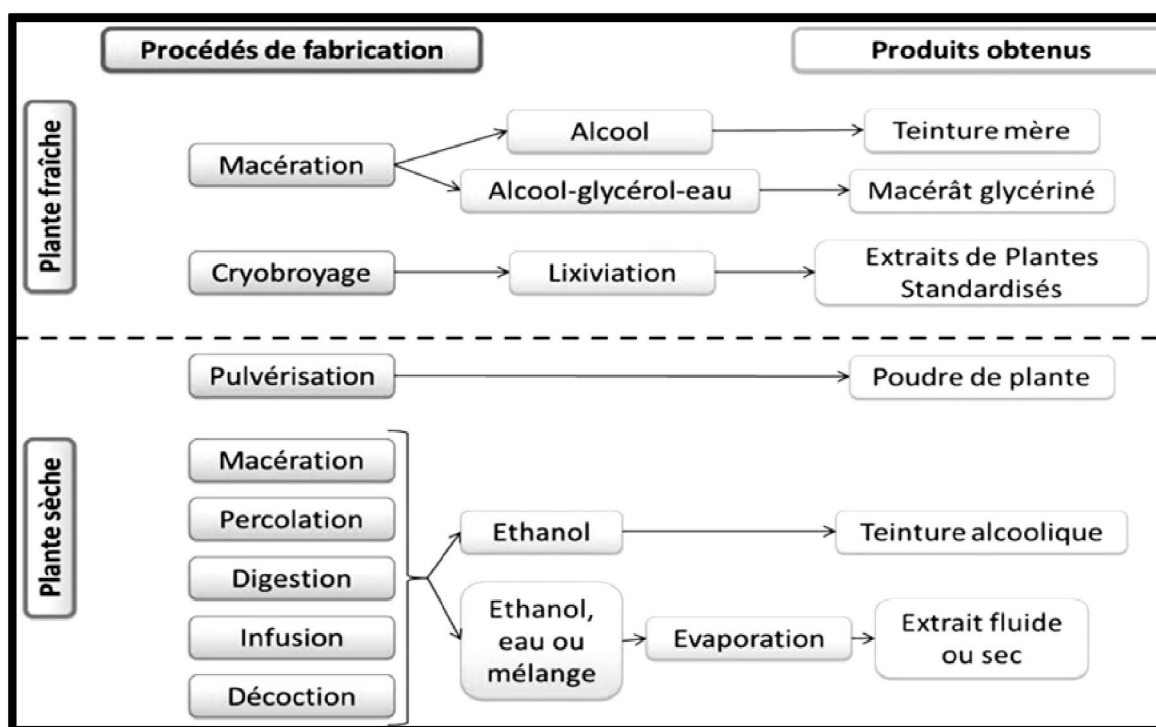 Procédés de fabrication
Produits obtenus
Plante fraîche
Macération
Alcool
Teinture mère
Alcool-glycérol-eau
Macérât glycériné
Cryobroyage
Lixiviation
Extraits de Plantes
Standardisés
Plante sèche
Pulvérisation
Poudre de plante
Macération
Percolation
Digestion
Infusion
Décoction
Ethanol
Teinture alcoolique
Ethanol,
eau ou
mélange
Evaporation
Extrait fluide
ou sec